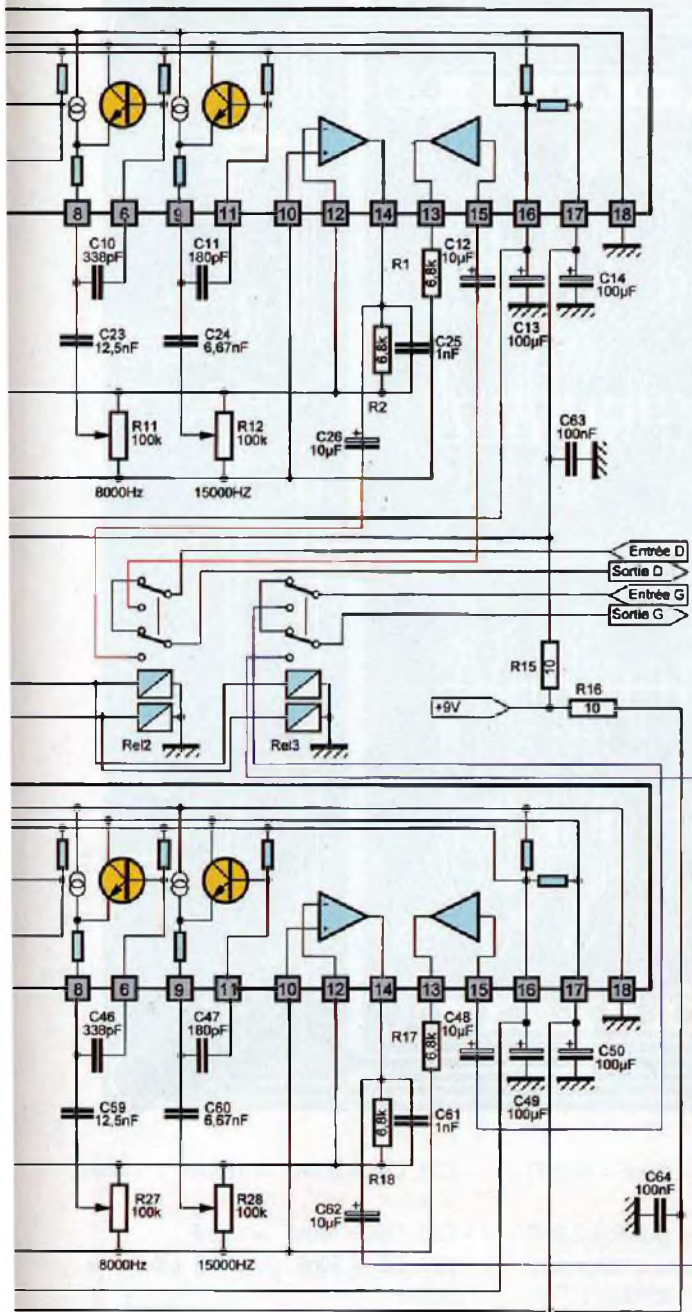 8 6 9 11 10 12 14 13 15 16 17 18
C10
338pF
C11
180pF
R1
6,8k
C12
10µF
C13
100µF
C14
100µF
C23
12,5nF
C24
6,67nF
6,8k
C25
1nF
R2
R11
100k
R12
100k
C26
10µF
C63
100nF
8000Hz
15000HZ
Entrée D
Sortie D
Entrée G
Sortie G
R15
10
R16
10
+9V
Rel2
Rel3
8 6 9 11 10 12 14 13 15 16 17 18
C46
338pF
C47
180pF
R17
6,8k
C48
10µF
C49
100µF
C50
100µF
C59
12,5nF
C60
6,67nF
6,8k
C61
1nF
R18
R27
100k
R28
100k
C62
10µF
C64
100nF
8000Hz
15000HZ